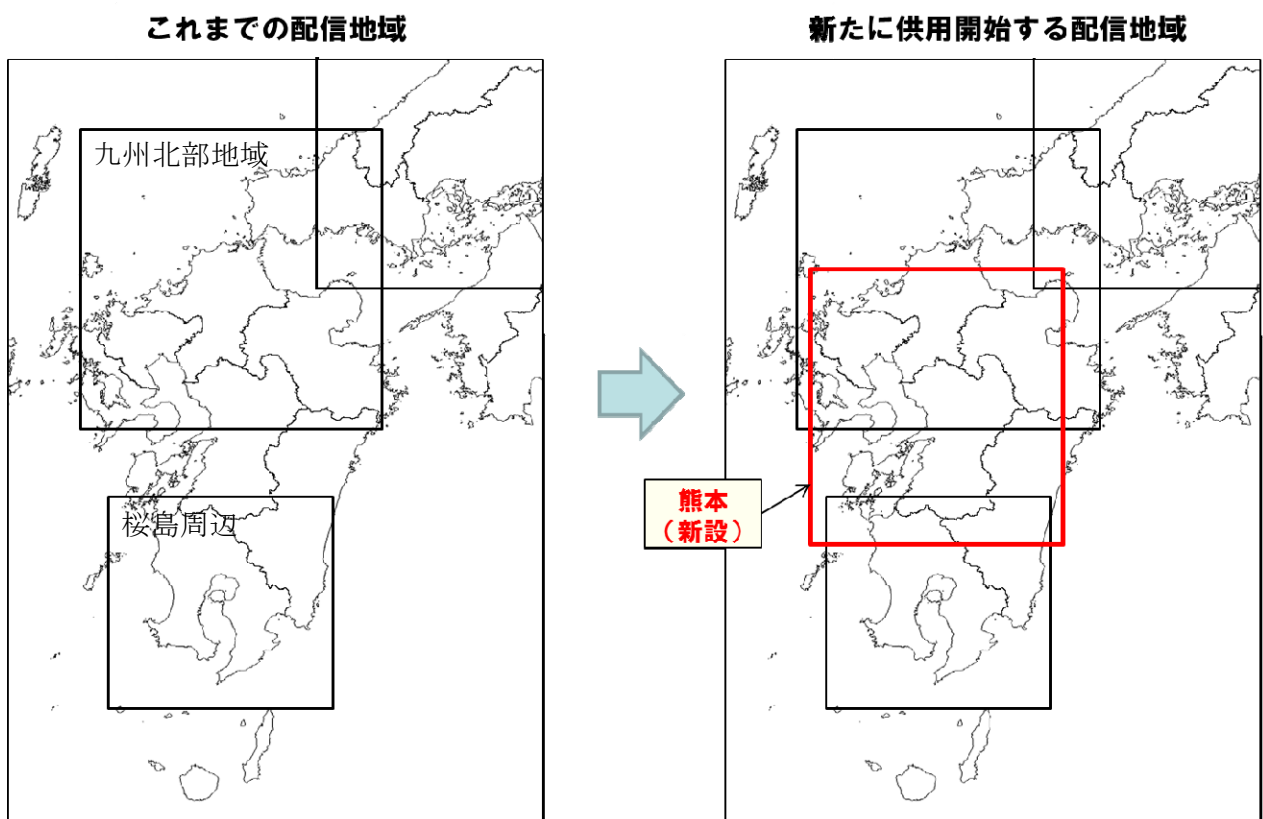 これまでの配信地域
新たに供用開始する配信地域
九州北部地域
桜島周辺
熊本
（新設）